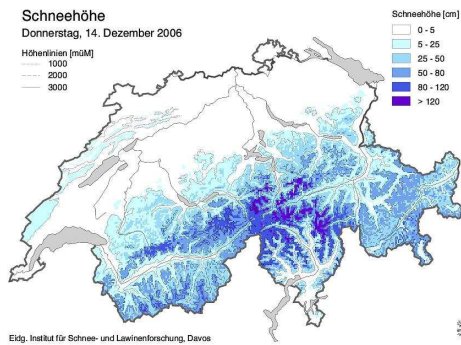 Schneehöhe
Donnerstag, 14. Dezember 2006
Höhenlinien [müM]
1000
2000
3000
Schneehöhe [cm]
0 - 5
5 - 25
25 - 50
50 - 80
80 - 120
> 120
Eidg. Institut für Schnee- und Lawinenforschung, Davos